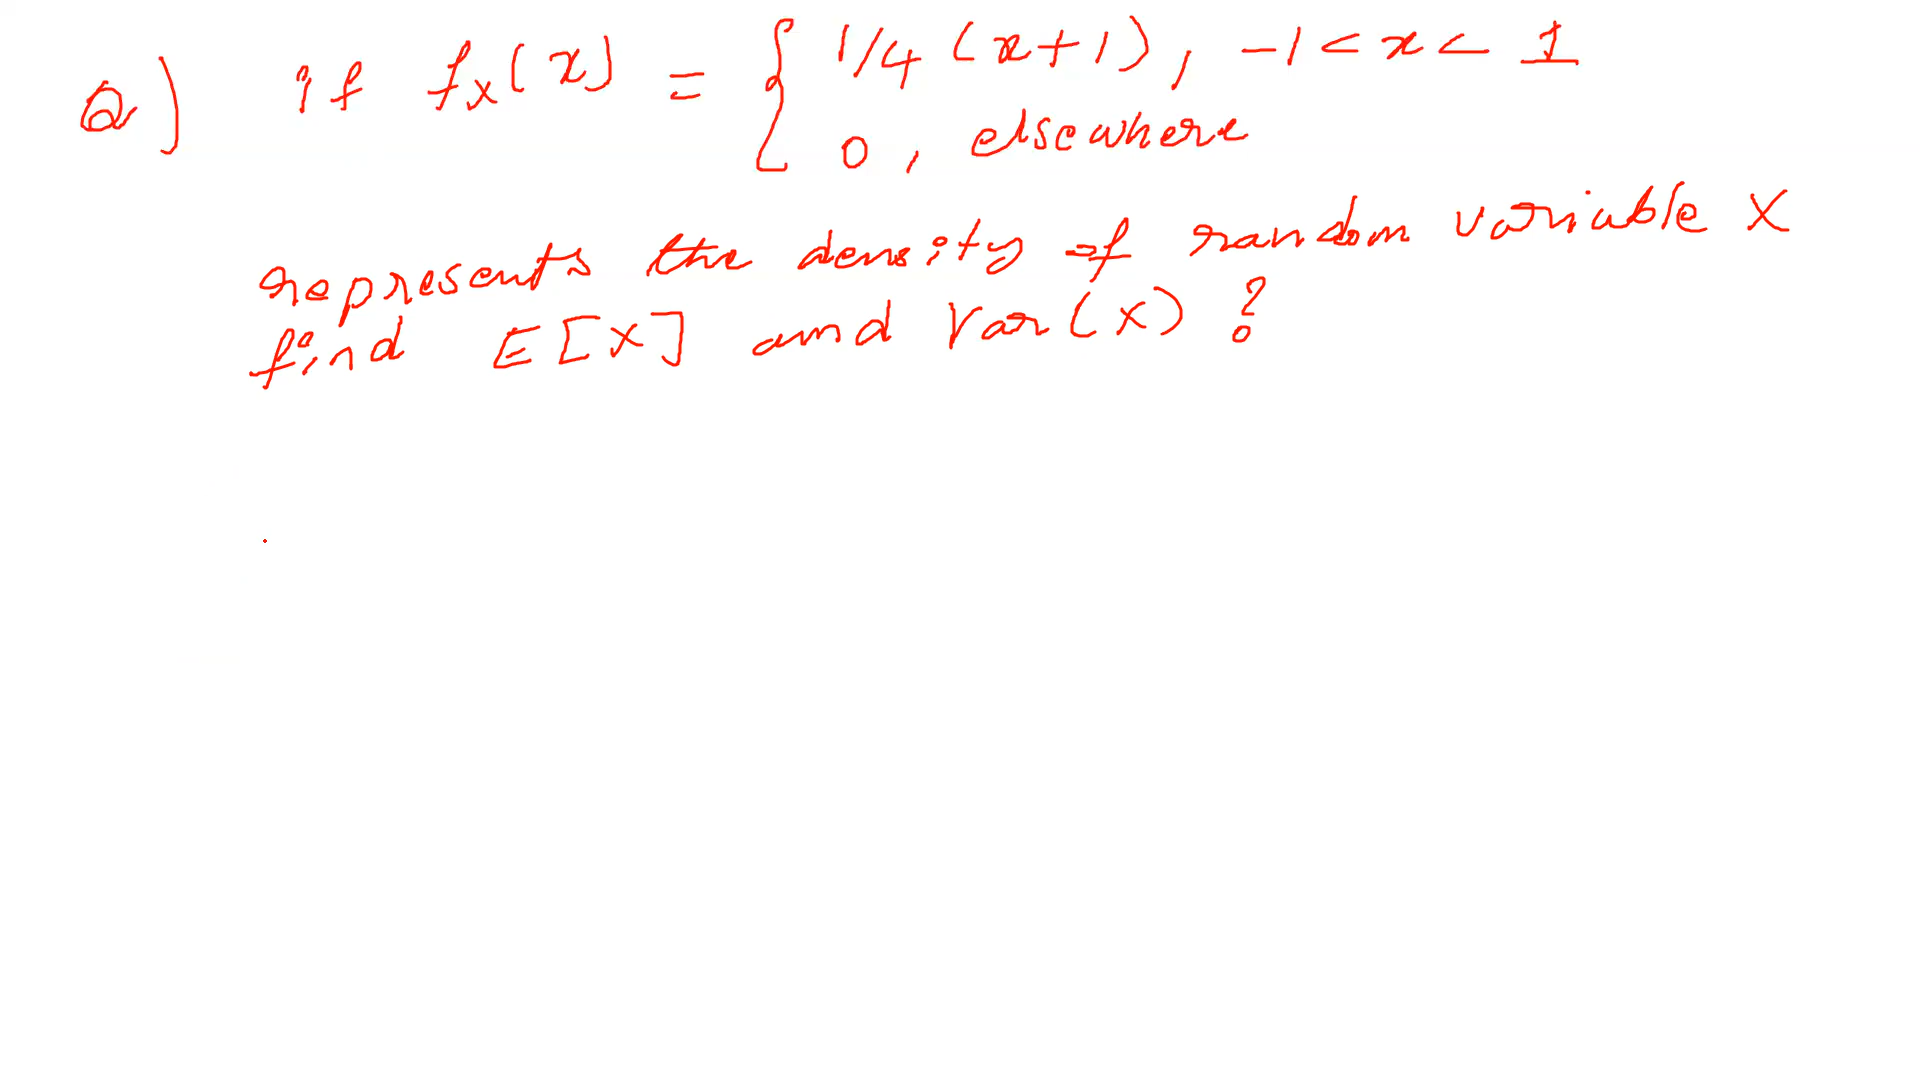 Q) if fx(x) = { 1/4 (x+1), -1 < x < 1
0, elsewhere
represents the density of random variable X
find E[X] and Var(X) ?